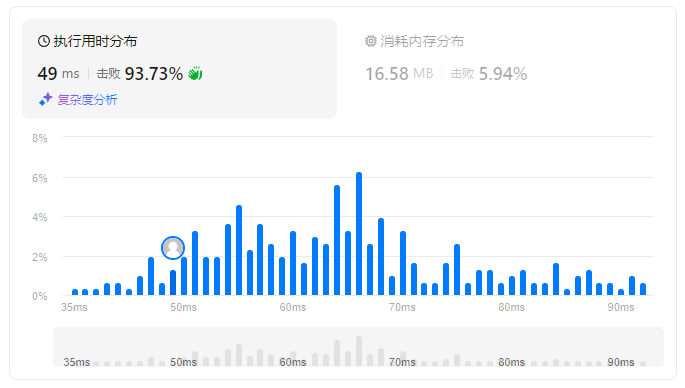 执行用时分布
49 ms 击败 93.73%
复杂度分析
消耗内存分布
16.58 MB 击败 5.94%
8%
6%
4%
2%
0%
35ms 50ms 60ms 70ms 80ms 90ms
35ms 50ms 60ms 70ms 80ms 90ms